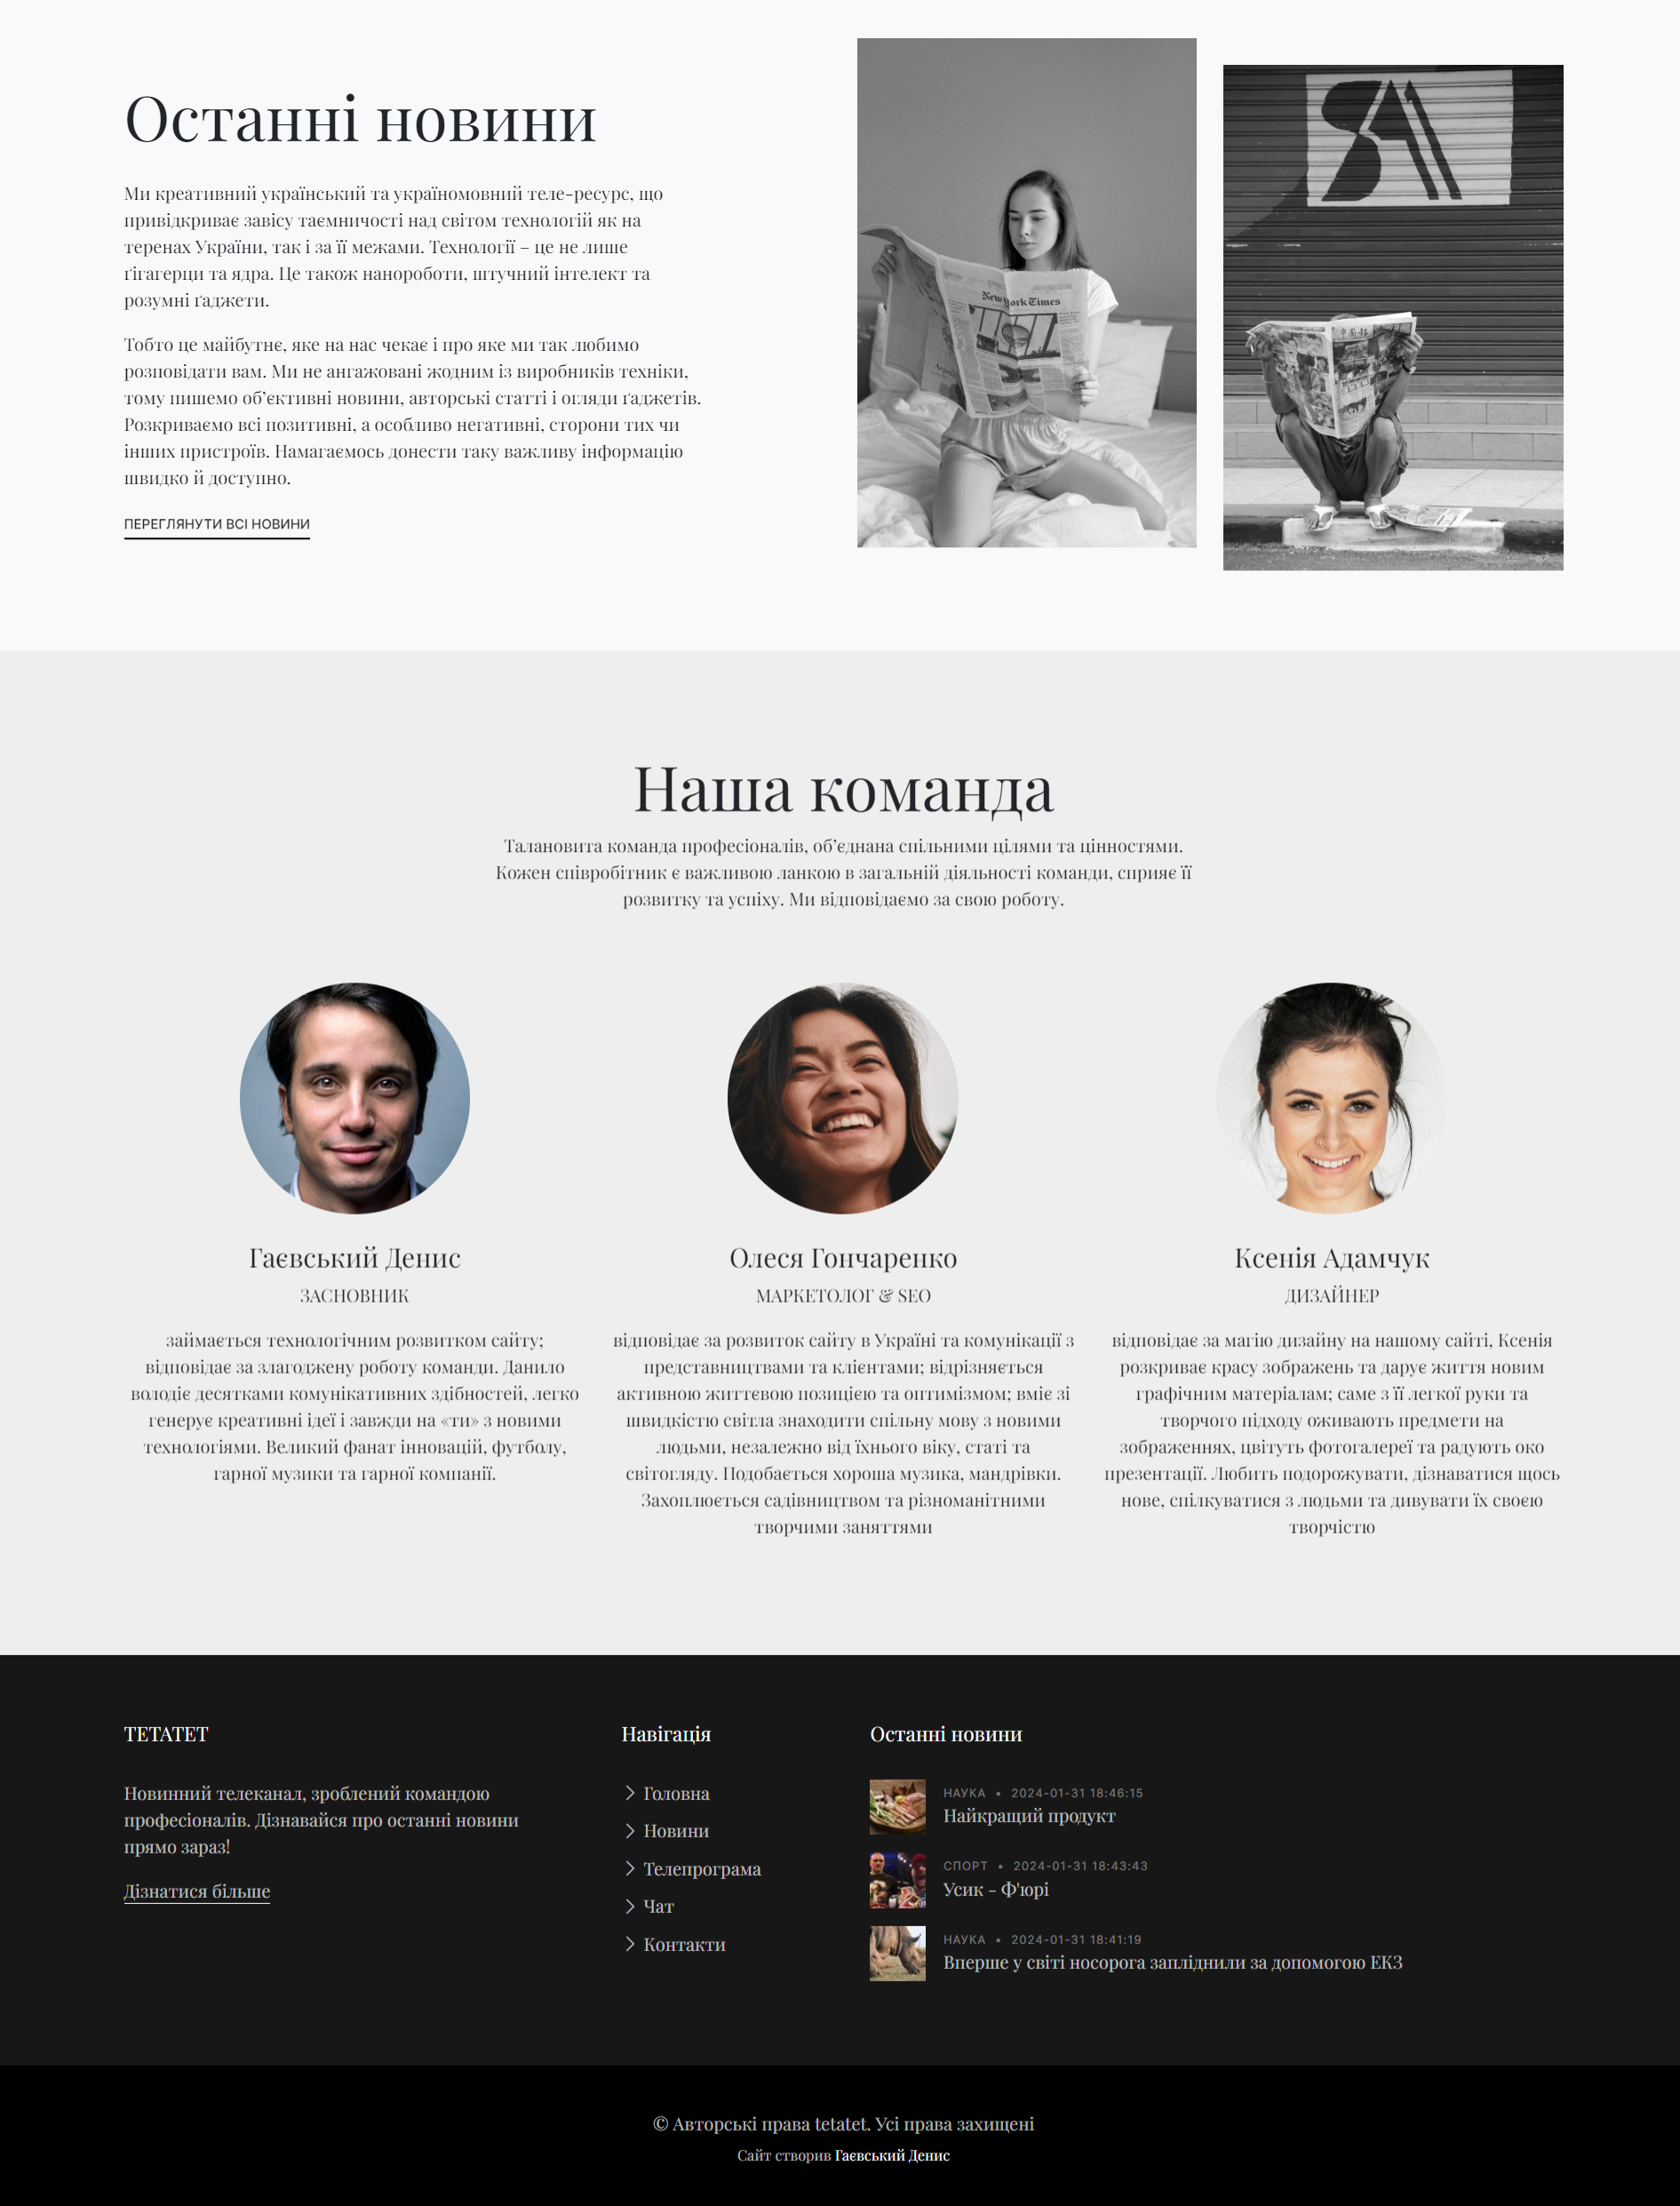 Останні новини
Ми креативний український та україномовний теле-ресурс, що
привідкриває завісу таємничості над світом технологій як на
теренах України, так і за її межами. Технології – це не лише
ґігагерци та ядра. Це також нанороботи, штучний інтелект та
розумні ґаджети.
Тобто це майбутнє, яке на нас чекає і про яке ми так любимо
розповідати вам. Ми не ангажовані жодним із виробників техніки,
тому пишемо об’єктивні новини, авторські статті і огляди ґаджетів.
Розкриваємо всі позитивні, а особливо негативні, сторони тих чи
інших пристроїв. Намагаємось донести таку важливу інформацію
швидко й доступно.
ПЕРЕГЛЯНУТИ ВСІ НОВИНИ
New York Times
SA
中国报
Наша команда
Талановита команда професіоналів, об’єднана спільними цілями та цінностями.
Кожен співробітник є важливою ланкою в загальній діяльності команди, сприяє її
розвитку та успіху. Ми відповідаємо за свою роботу.
Гаєвський Денис
ЗАСНОВНИК
займається технологічним розвитком сайту;
відповідає за злагоджену роботу команди. Данило
володіє десятками комунікативних здібностей, легко
генерує креативні ідеї і завжди на «ти» з новими
технологіями. Великий фанат інновацій, футболу,
гарної музики та гарної компанії.
Олеся Гончаренко
МАРКЕТОЛОГ & SEO
відповідає за розвиток сайту в Україні та комунікації з
представництвами та клієнтами; відрізняється
активною життєвою позицією та оптимізмом; вміє зі
швидкістю світла знаходити спільну мову з новими
людьми, незалежно від їхнього віку, статі та
світогляду. Подобається хороша музика, мандрівки.
Захоплюється садівництвом та різноманітними
творчими заняттями
Ксенія Адамчук
ДИЗАЙНЕР
відповідає за магію дизайну на нашому сайті, Ксенія
розкриває красу зображень та дарує життя новим
графічним матеріалам; саме з її легкої руки та
творчого підходу оживають предмети на
зображеннях, цвітуть фотогалереї та радують око
презентації. Любить подорожувати, дізнаватися щось
нове, спілкуватися з людьми та дивувати їх своєю
творчістю
TETATET
Новинний телеканал, зроблений командою
професіоналів. Дізнавайся про останні новини
прямо зараз!
Дізнатися більше
Навігація
Головна
Новини
Телепрограма
Чат
Контакти
Останні новини
НАУКА • 2024-01-31 18:46:15
Найкращий продукт
СПОРТ • 2024-01-31 18:43:43
Усик - Ф'юрі
НАУКА • 2024-01-31 18:41:19
Вперше у світі носорога запліднили за допомогою ЕКЗ
© Авторські права tetatet. Усі права захищені
Сайт створив Гаєвський Денис